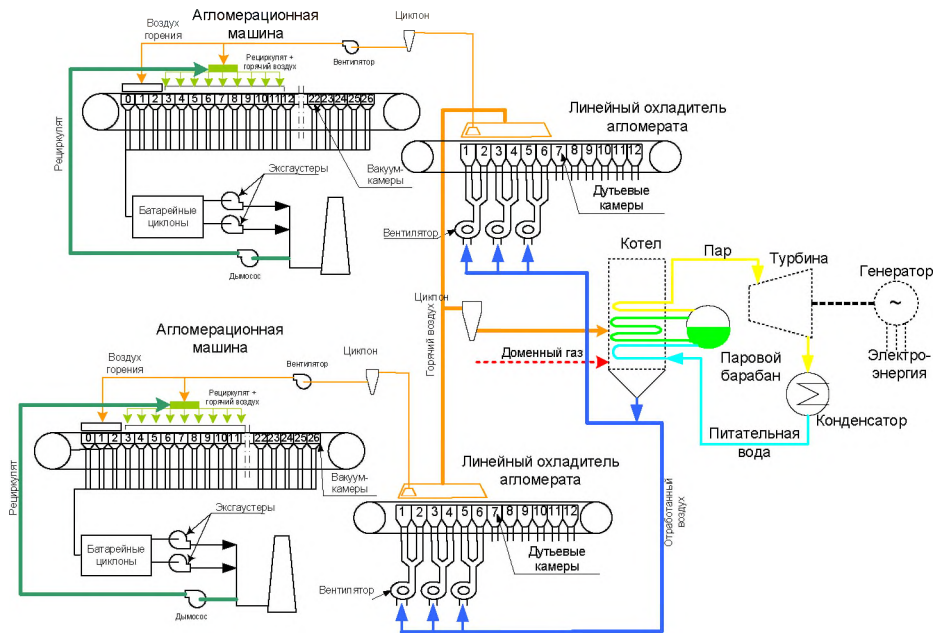 Агломерационная
машина
Воздух
горения
Циклон
Вентилятор
Рециркулят +
горячий воздух
0 1 2 3 4 5 6 7 8 9 10 11 12 22 23 24 25 26
Рециркулят
Эксгаустеры
Вакуум-
камеры
Батарейные
циклоны
Дымосос
Линейный охладитель
агломерата
1 2 3 4 5 6 7 8 9 10 11 12
Дутьевые
камеры
Вентилятор
Котел
Пар
Турбина
Генератор
~
Циклон
Горячий воздух
Доменный газ
Паровой
барабан
Электро-
энергия
Конденсатор
Питательная
вода
Отработанный
воздух
Агломерационная
машина
Воздух
горения
Циклон
Вентилятор
Рециркулят +
горячий воздух
0 1 2 3 4 5 6 7 8 9 10 11 22 23 24 25 26
Рециркулят
Вакуум-
камеры
Эксгаустеры
Батарейные
циклоны
Дымосос
Линейный охладитель
агломерата
1 2 3 4 5 6 7 8 9 10 11 12
Дутьевые
камеры
Вентилятор